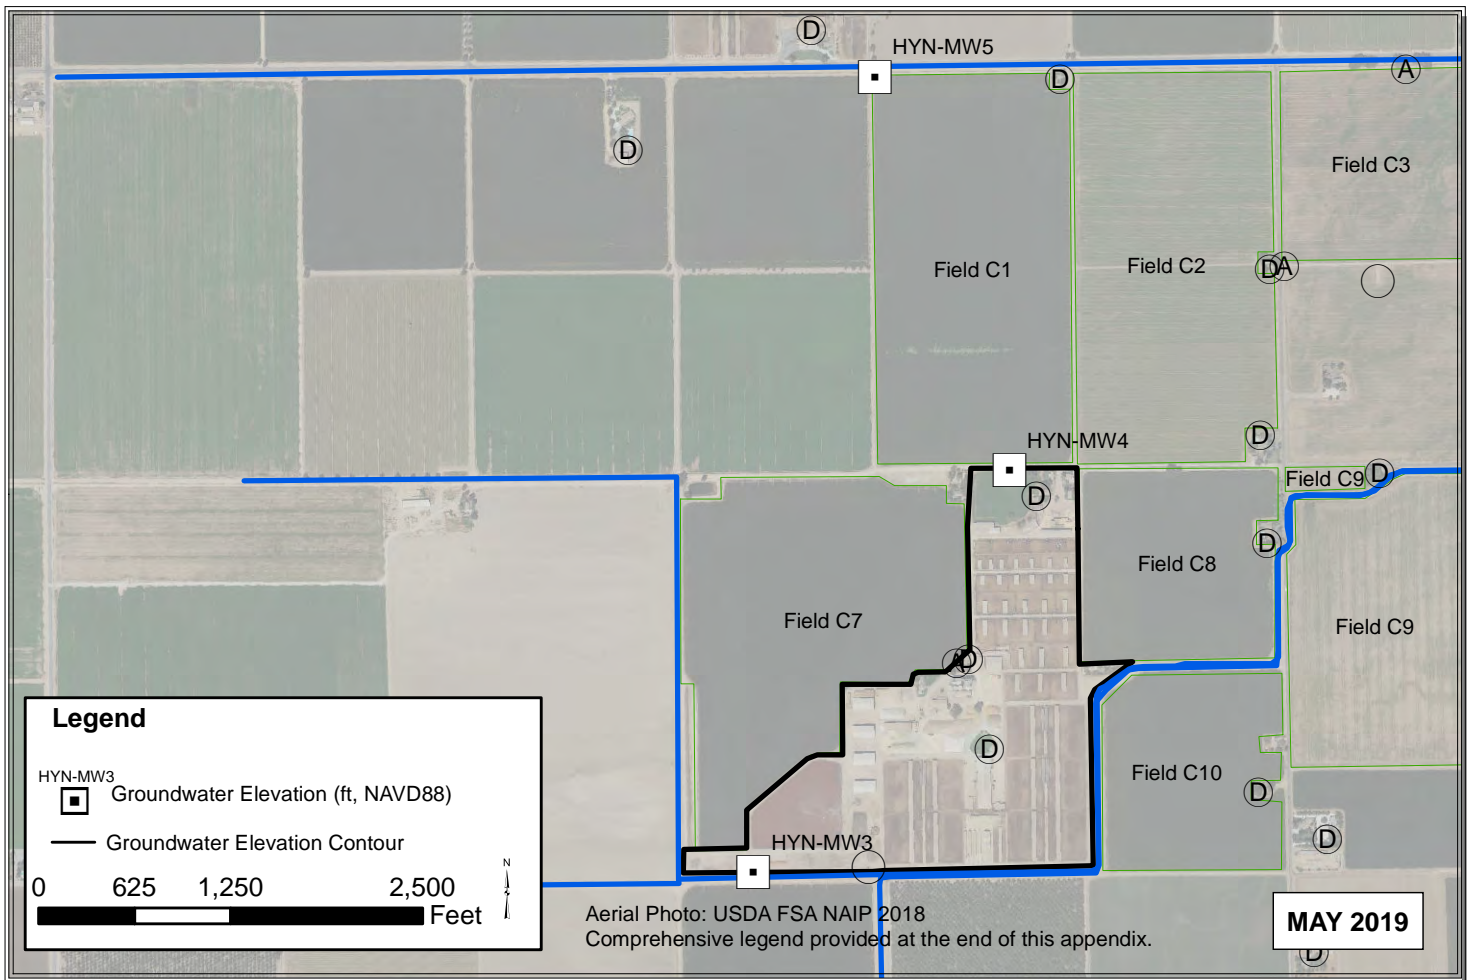 D
HYN-MW5
A
D
D
Field C3
Field C1
Field C2
D
A
D
HYN-MW4
Field C9
D
D
D
Field C8
Field C7
Field C9
A
D
D
Field C10
D
D
HYN-MW3
Legend
HYN-MW3
Groundwater Elevation (ft, NAVD88)
Groundwater Elevation Contour
N
0 625 1,250 2,500
Feet
Aerial Photo: USDA FSA NAIP 2018
Comprehensive legend provided at the end of this appendix.
MAY 2019
D